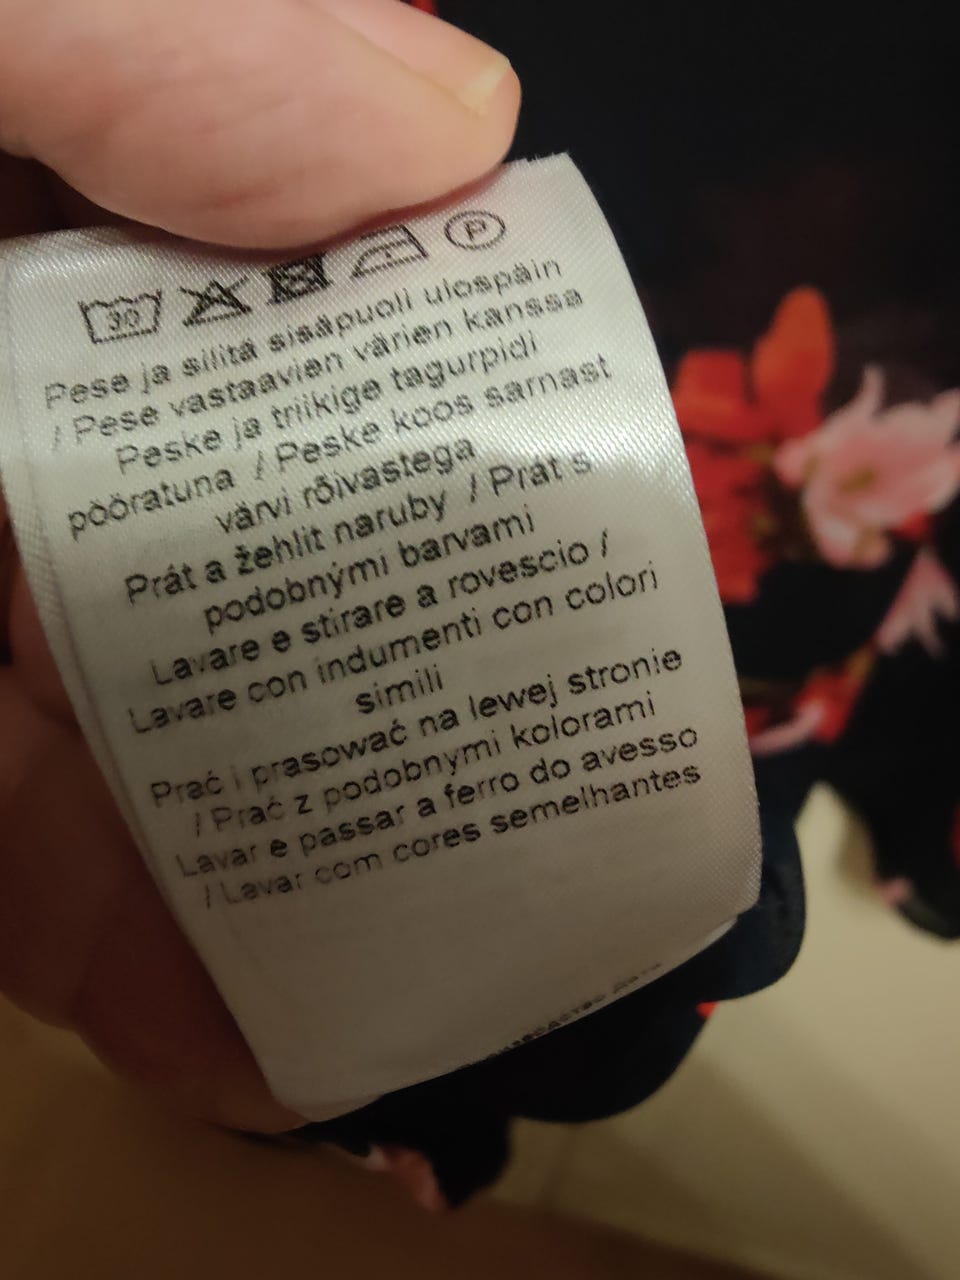 30
P
Pese ja silitä sisäpuoli ulospäin
/ Pese vastaavien värien kanssa
Peske ja triikige tagurpidi
pööratuna / Peske koos sarnast
värvi rõivastega
Prát a žehlit naruby / Prát s
podobnými barvami
Lavare e stirare a rovescio /
Lavare con indumenti con colori
simili
Prać i prasować na lewej stronie
/ Prać z podobnymi kolorami
Lavar e passar a ferro do avesso
/ Lavar com cores semelhantes